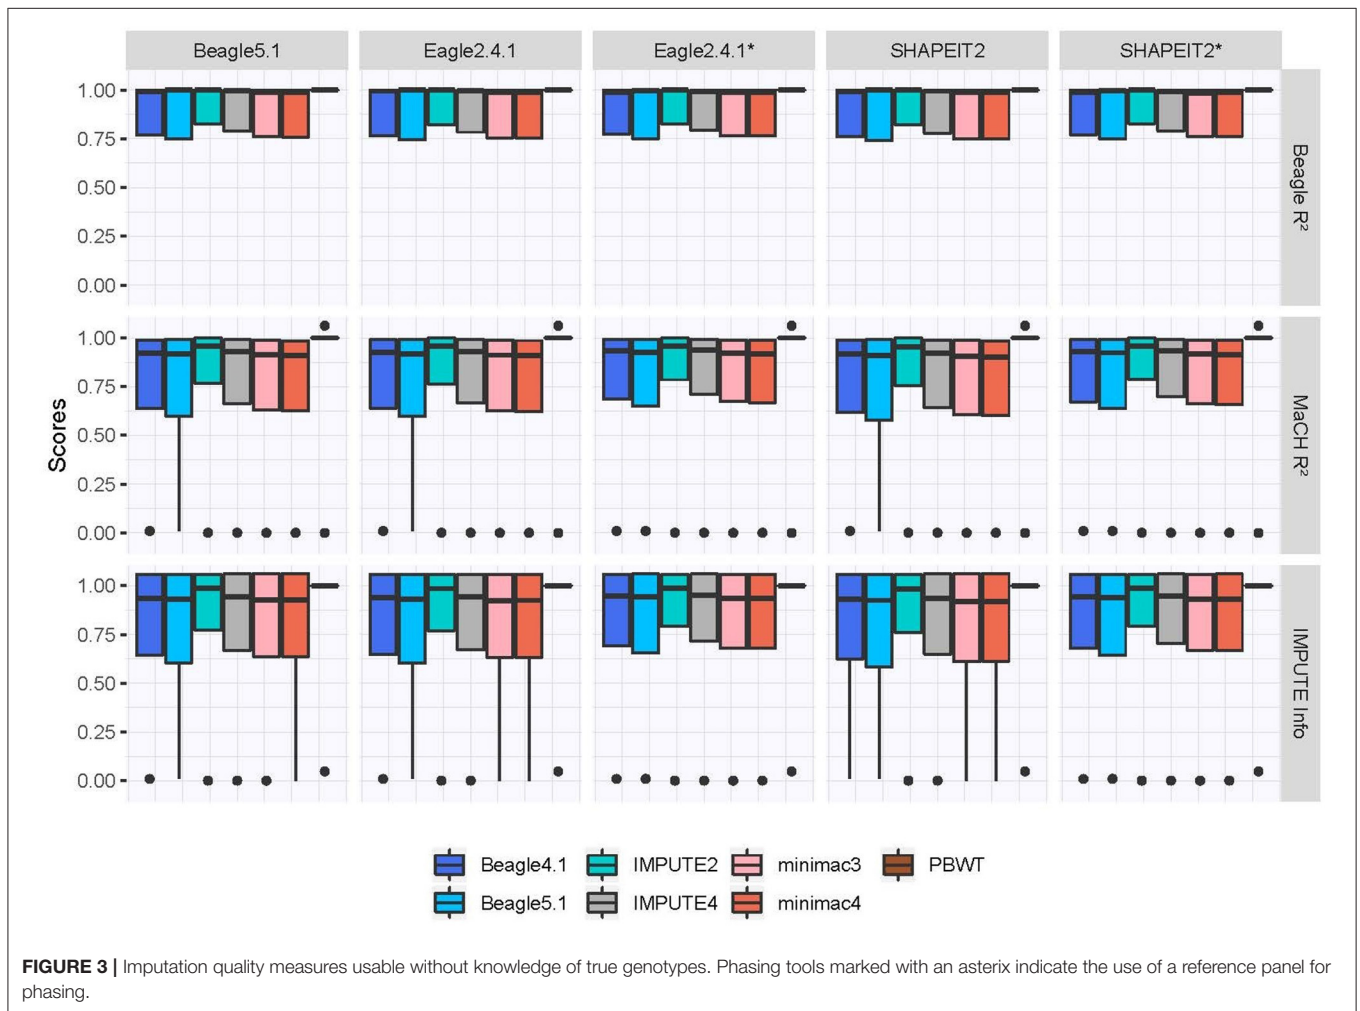 Beagle5.1 Eagle2.4.1 Eagle2.4.1* SHAPEIT2 SHAPEIT2*
1.00
0.75
0.50
0.25
0.00
Beagle R²
1.00
0.75
0.50
0.25
0.00
MaCH R²
1.00
0.75
0.50
0.25
0.00
IMPUTE Info
Scores
Beagle4.1 IMPUTE2 minimac3 PBWT
Beagle5.1 IMPUTE4 minimac4
FIGURE 3 | Imputation quality measures usable without knowledge of true genotypes. Phasing tools marked with an asterix indicate the use of a reference panel for
phasing.